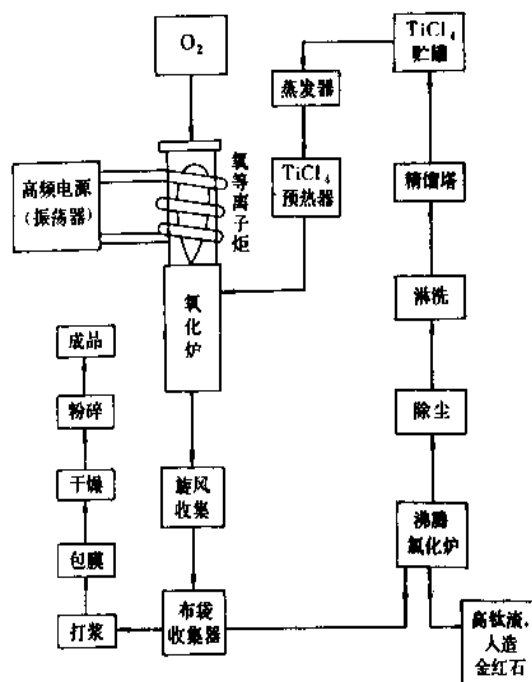 O₂
TiCl₄
贮罐
蒸发器
高频电源
(振荡器)
氧等离子炬
TiCl₄
预热器
精馏塔
氧化炉
淋洗
成品
粉碎
除尘
干燥
旋风
收集
沸腾
氯化炉
包膜
打浆
布袋
收集器
高钛渣,
人造
金红石